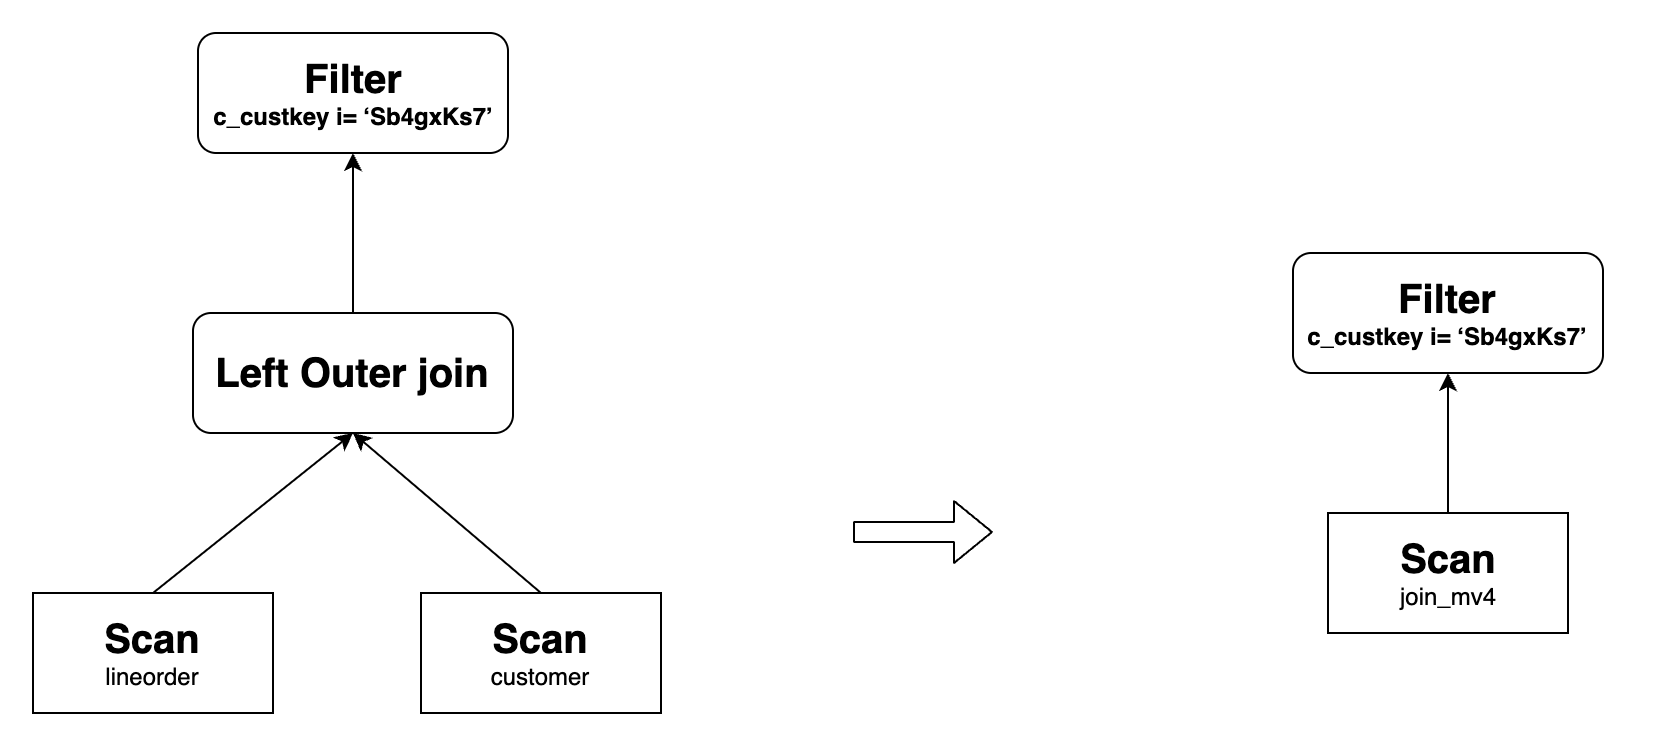 Filter
c_custkey i= ‘Sb4gxKs7’
Left Outer join
Scan
lineorder
Scan
customer
Filter
c_custkey i= ‘Sb4gxKs7’
Scan
join_mv4